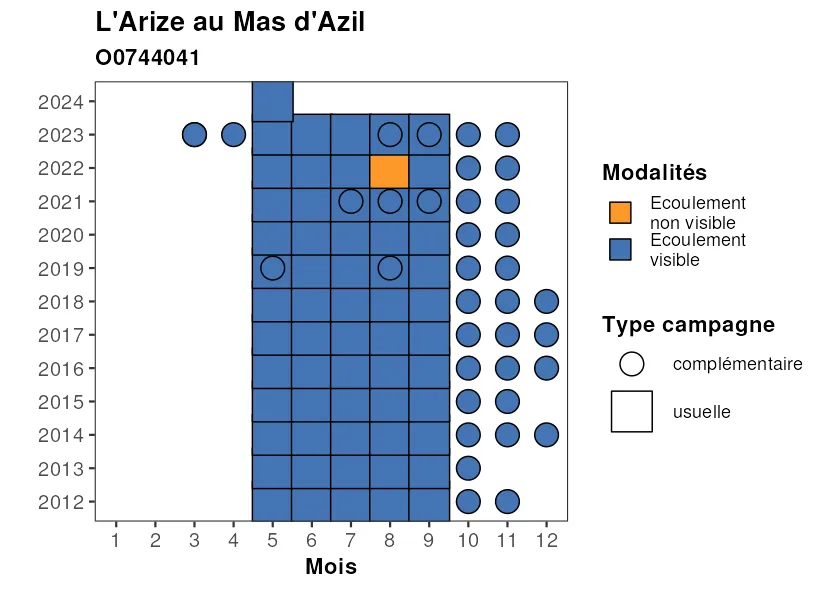 L'Arize au Mas d'Azil
O0744041
2024
2023
2022
2021
2020
2019
2018
2017
2016
2015
2014
2013
2012
1 2 3 4 5 6 7 8 9 10 11 12
Mois
Modalités
Ecoulement
non visible
Ecoulement
visible
Type campagne
complémentaire
usuelle